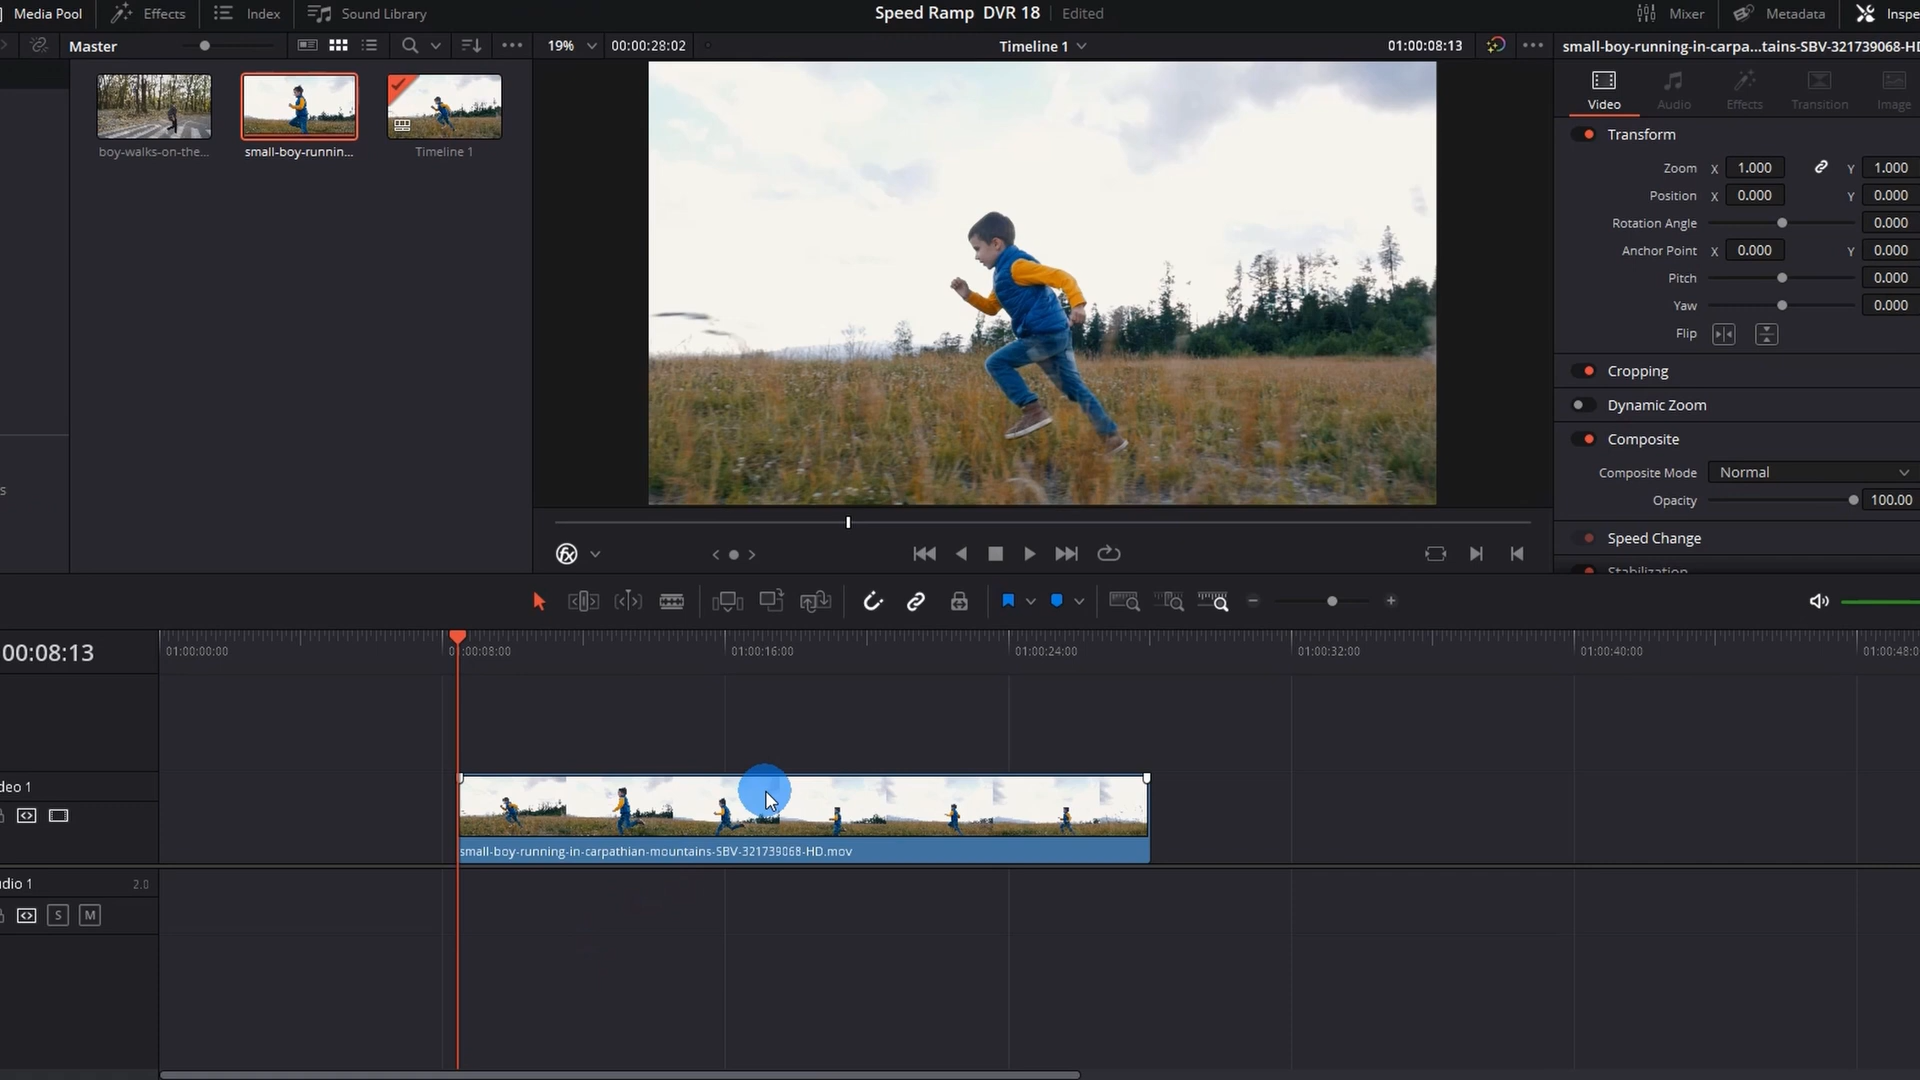 Media Pool
Effects
Index
Sound Library
Speed Ramp DVR 18
Edited
Mixer
Metadata
Inspe
Master
19%
00:00:28:02
Timeline 1
01:00:08:13
small-boy-running-in-carpa...tains-SBV-321739068-HD
boy-walks-on-the...
small-boy-runnin...
Timeline 1
Video
Audio
Effects
Transition
Image
Transform
Zoom X 1.000 Y 1.000
Position X 0.000 Y 0.000
Rotation Angle 0.000
Anchor Point X 0.000 Y 0.000
Pitch 0.000
Yaw 0.000
Flip
Cropping
Dynamic Zoom
Composite
Composite Mode Normal
Opacity 100.00
Speed Change
Stabilization
s
00:08:13
01:00:00:00
01:00:08:00
01:00:16:00
01:00:24:00
01:00:32:00
01:00:40:00
01:00:48:0
deo 1
small-boy-running-in-carpathian-mountains-SBV-321739068-HD.mov
udio 1 2.0
S M